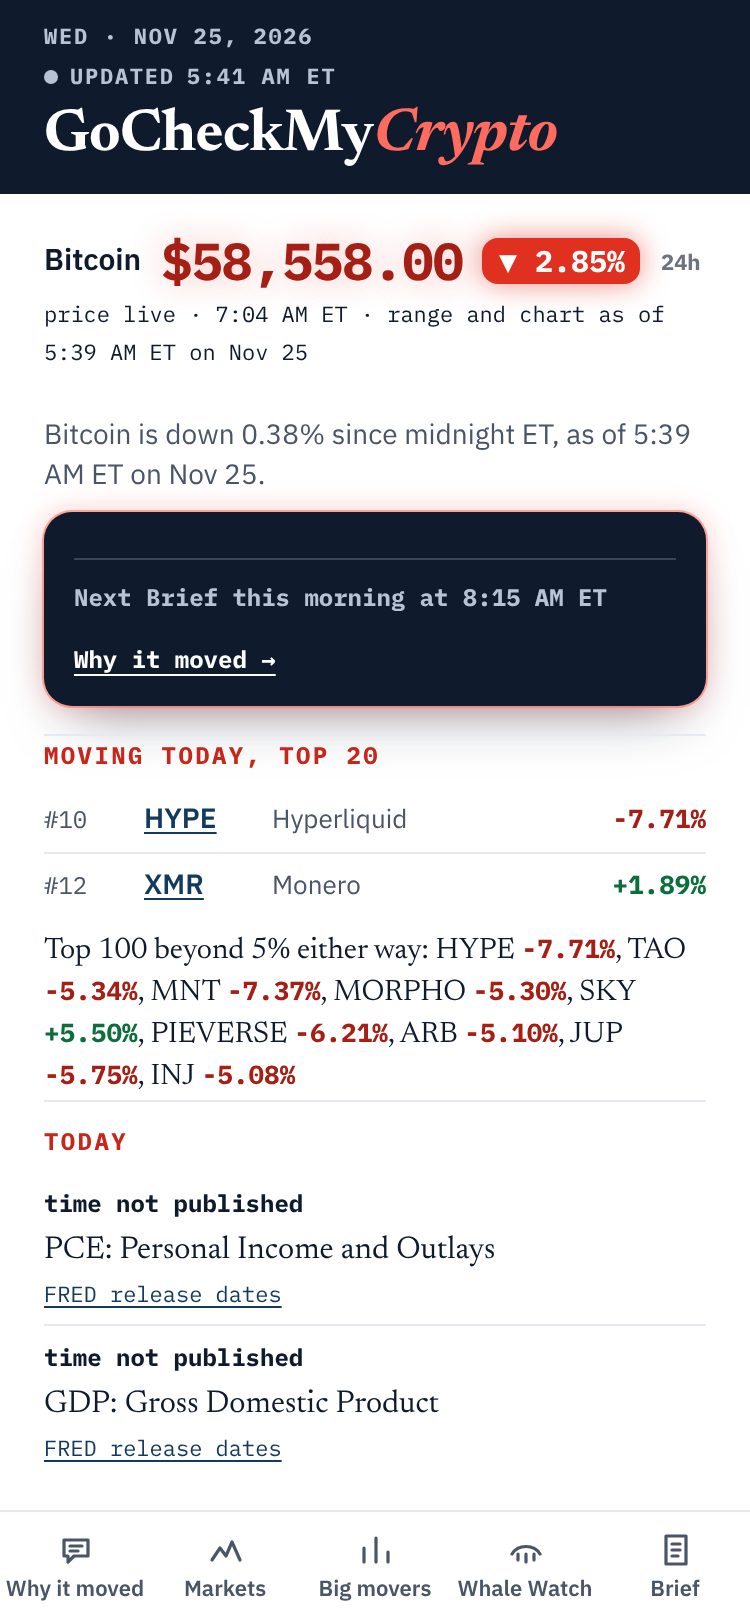 WED · NOV 25, 2026
UPDATED 5:41 AM ET
GoCheckMyCrypto
Bitcoin $58,558.00 ▼ 2.85% 24h
price live · 7:04 AM ET · range and chart as of
5:39 AM ET on Nov 25
Bitcoin is down 0.38% since midnight ET, as of 5:39
AM ET on Nov 25.
Next Brief this morning at 8:15 AM ET
Why it moved →
MOVING TODAY, TOP 20
#10 HYPE Hyperliquid -7.71%
#12 XMR Monero +1.89%
Top 100 beyond 5% either way: HYPE -7.71%, TAO
-5.34%, MNT -7.37%, MORPHO -5.30%, SKY
+5.50%, PIEVERSE -6.21%, ARB -5.10%, JUP
-5.75%, INJ -5.08%
TODAY
time not published
PCE: Personal Income and Outlays
FRED release dates
time not published
GDP: Gross Domestic Product
FRED release dates
Why it moved Markets Big movers Whale Watch Brief